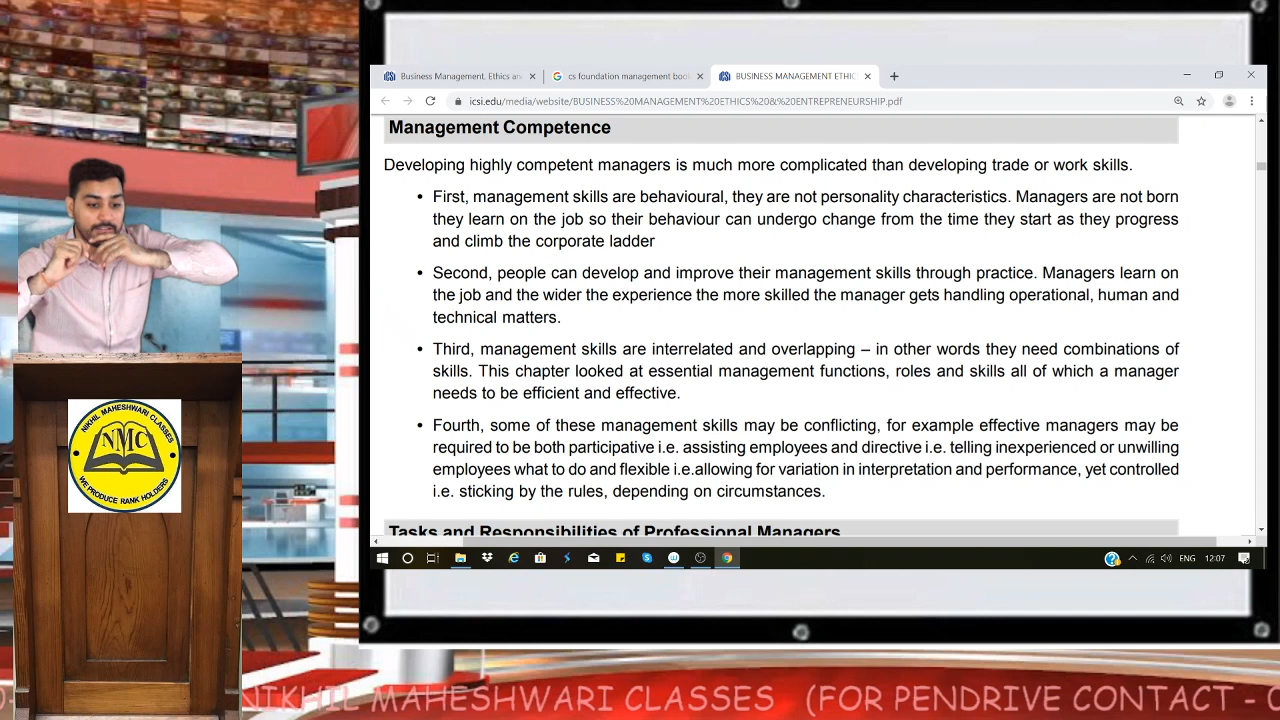 Business Management. Ethics an
cs foundation management boo
BUSINESS MANAGEMENT ETHIC
icsi.edu/media/website/BUSINESS%20MANAGEMENT%20ETHICS%20&%20ENTREPRENEURSHIP.pdf
Management Competence
Developing highly competent managers is much more complicated than developing trade or work skills.
• First, management skills are behavioural, they are not personality characteristics. Managers are not born
they learn on the job so their behaviour can undergo change from the time they start as they progress
and climb the corporate ladder
• Second, people can develop and improve their management skills through practice. Managers learn on
the job and the wider the experience the more skilled the manager gets handling operational, human and
technical matters.
• Third, management skills are interrelated and overlapping – in other words they need combinations of
skills. This chapter looked at essential management functions, roles and skills all of which a manager
needs to be efficient and effective.
• Fourth, some of these management skills may be conflicting, for example effective managers may be
required to be both participative i.e. assisting employees and directive i.e. telling inexperienced or unwilling
employees what to do and flexible i.e.allowing for variation in interpretation and performance, yet controlled
i.e. sticking by the rules, depending on circumstances.
Tasks and Responsibilities of Professional Managers
ENG
12:07
NIKHIL MAHESHWARI CLASSES
NMC
WE PRODUCE RANK HOLDERS
NIKHIL MAHESHWARI CLASSES (FOR PENDRIVE CONTACT -